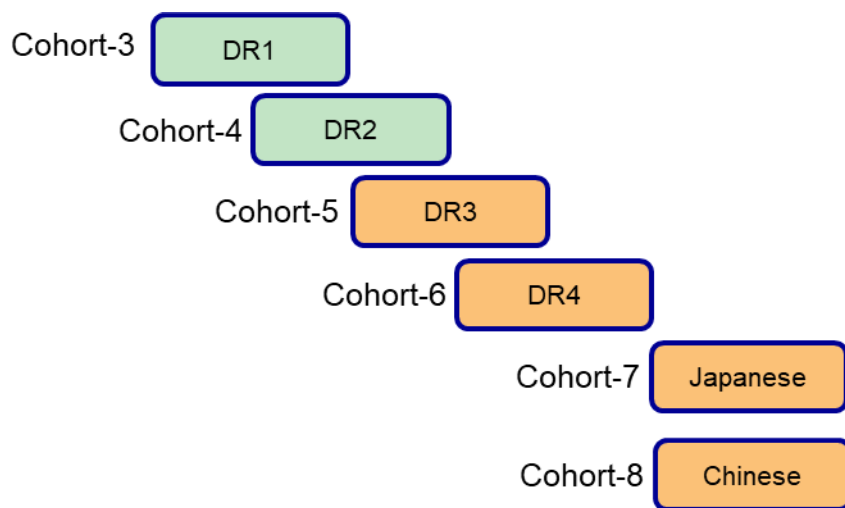 Cohort-3 DR1
Cohort-4 DR2
Cohort-5 DR3
Cohort-6 DR4
Cohort-7 Japanese
Cohort-8 Chinese